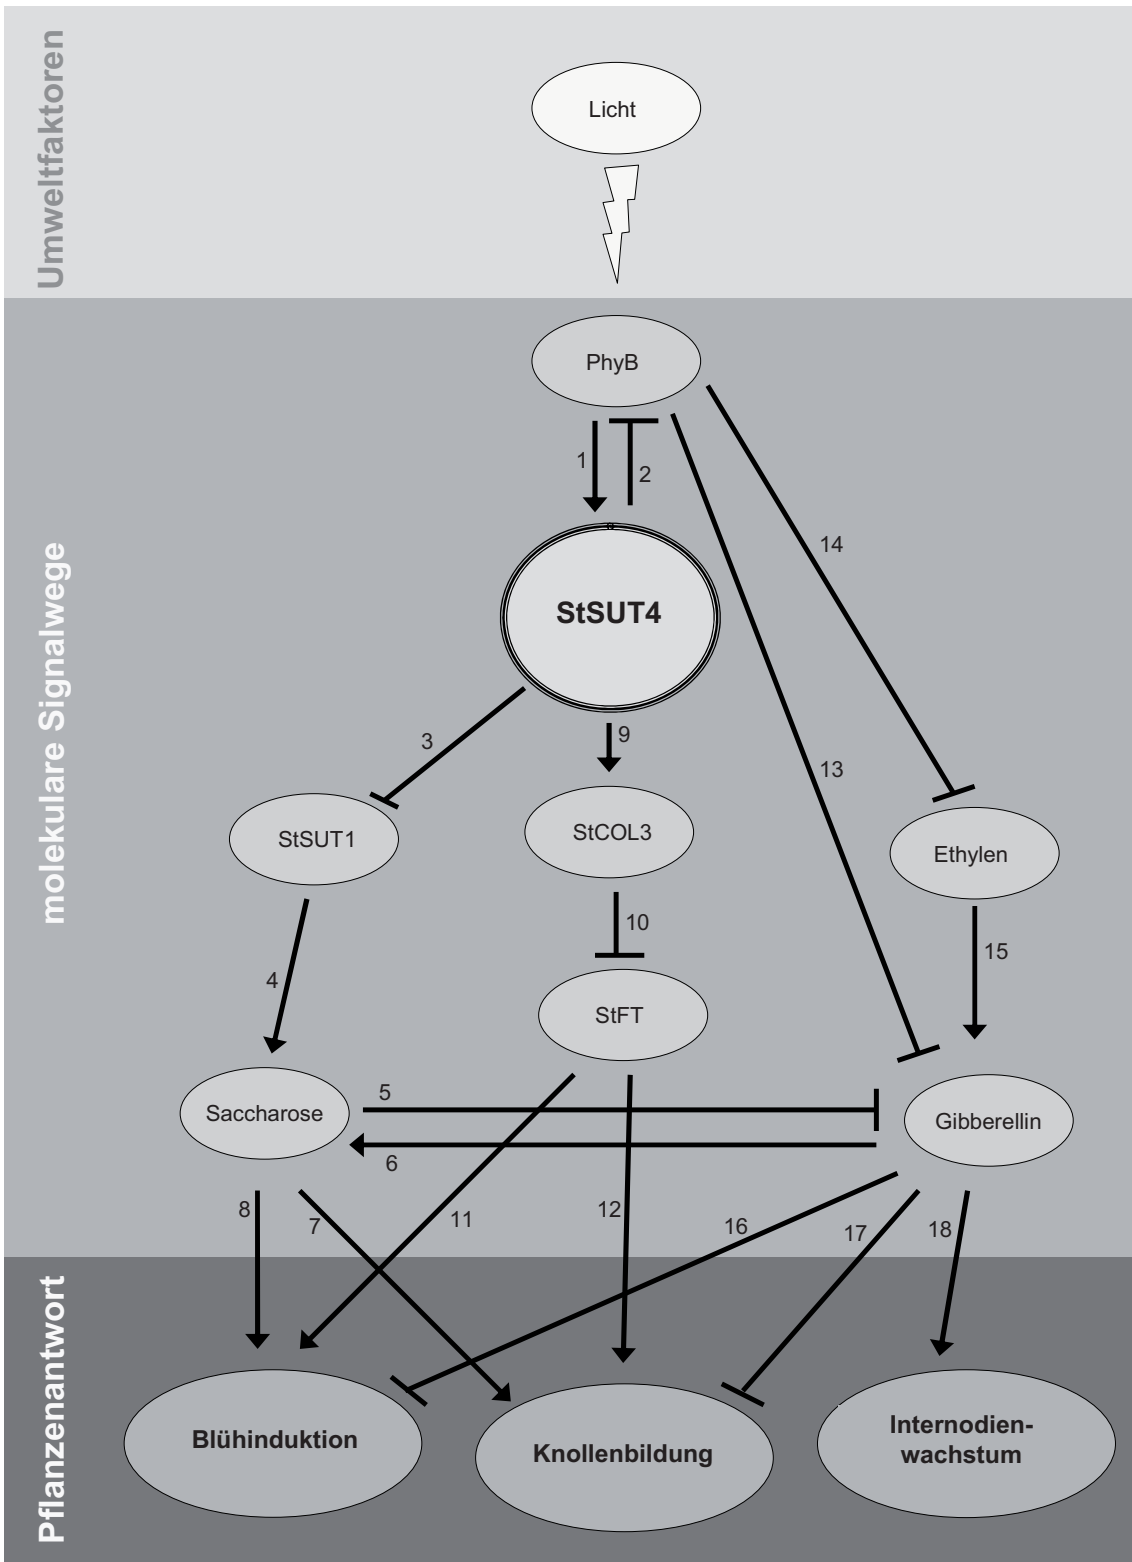 Umweltfaktoren
Licht
molekulare Signalwege
PhyB
1
2
14
StSUT4
3
9
13
StSUT1
StCOL3
Ethylen
10
15
4
StFT
5
Saccharose
Gibberellin
6
8
7
11
12
16
17
18
Pflanzenantwort
Blühinduktion
Knollenbildung
Internodien-
wachstum